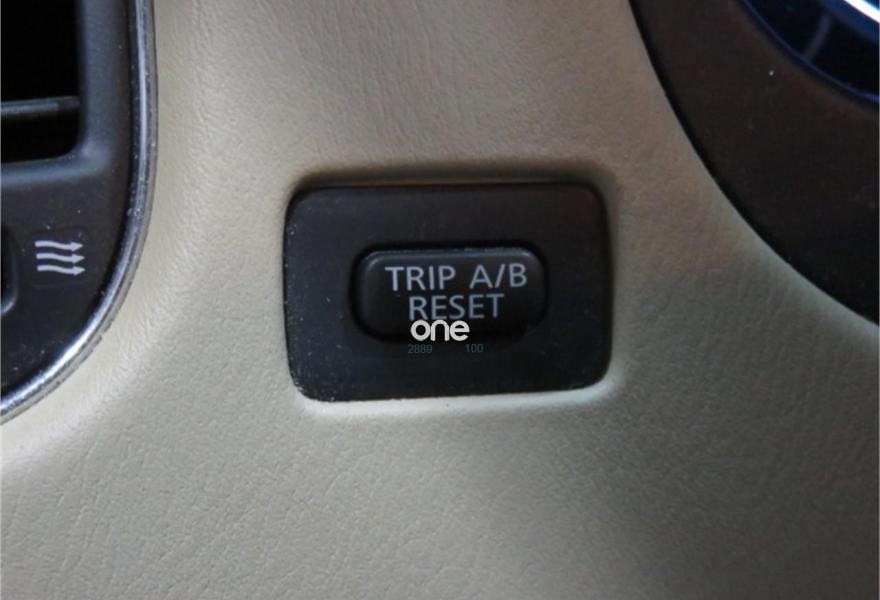 TRIP A/B
RESET
one
2889 100